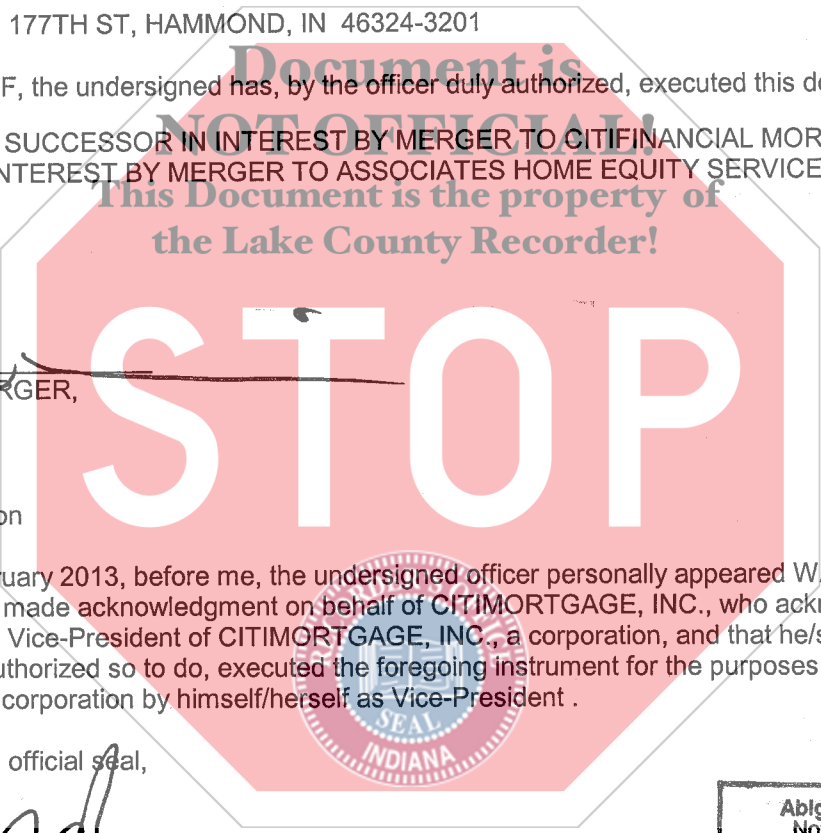 177TH ST, HAMMOND, IN 46324-3201
Document is
F, the undersigned has, by the officer duly authorized, executed this de
NOT OFFICIAL!
SUCCESSOR IN INTEREST BY MERGER TO CITIFINANCIAL MOR
NTEREST BY MERGER TO ASSOCIATES HOME EQUITY SERVICE
This Document is the property of
the Lake County Recorder!
STOP
RGER,
on
ruary 2013, before me, the undersigned officer personally appeared W.
made acknowledgment on behalf of CITIMORTGAGE, INC., who ackn
Vice-President of CITIMORTGAGE, INC., a corporation, and that he/s
uthorized so to do, executed the foregoing instrument for the purposes
corporation by himself/herself as Vice-President .
SEAL
INDIANA
official seal,
Abig
No